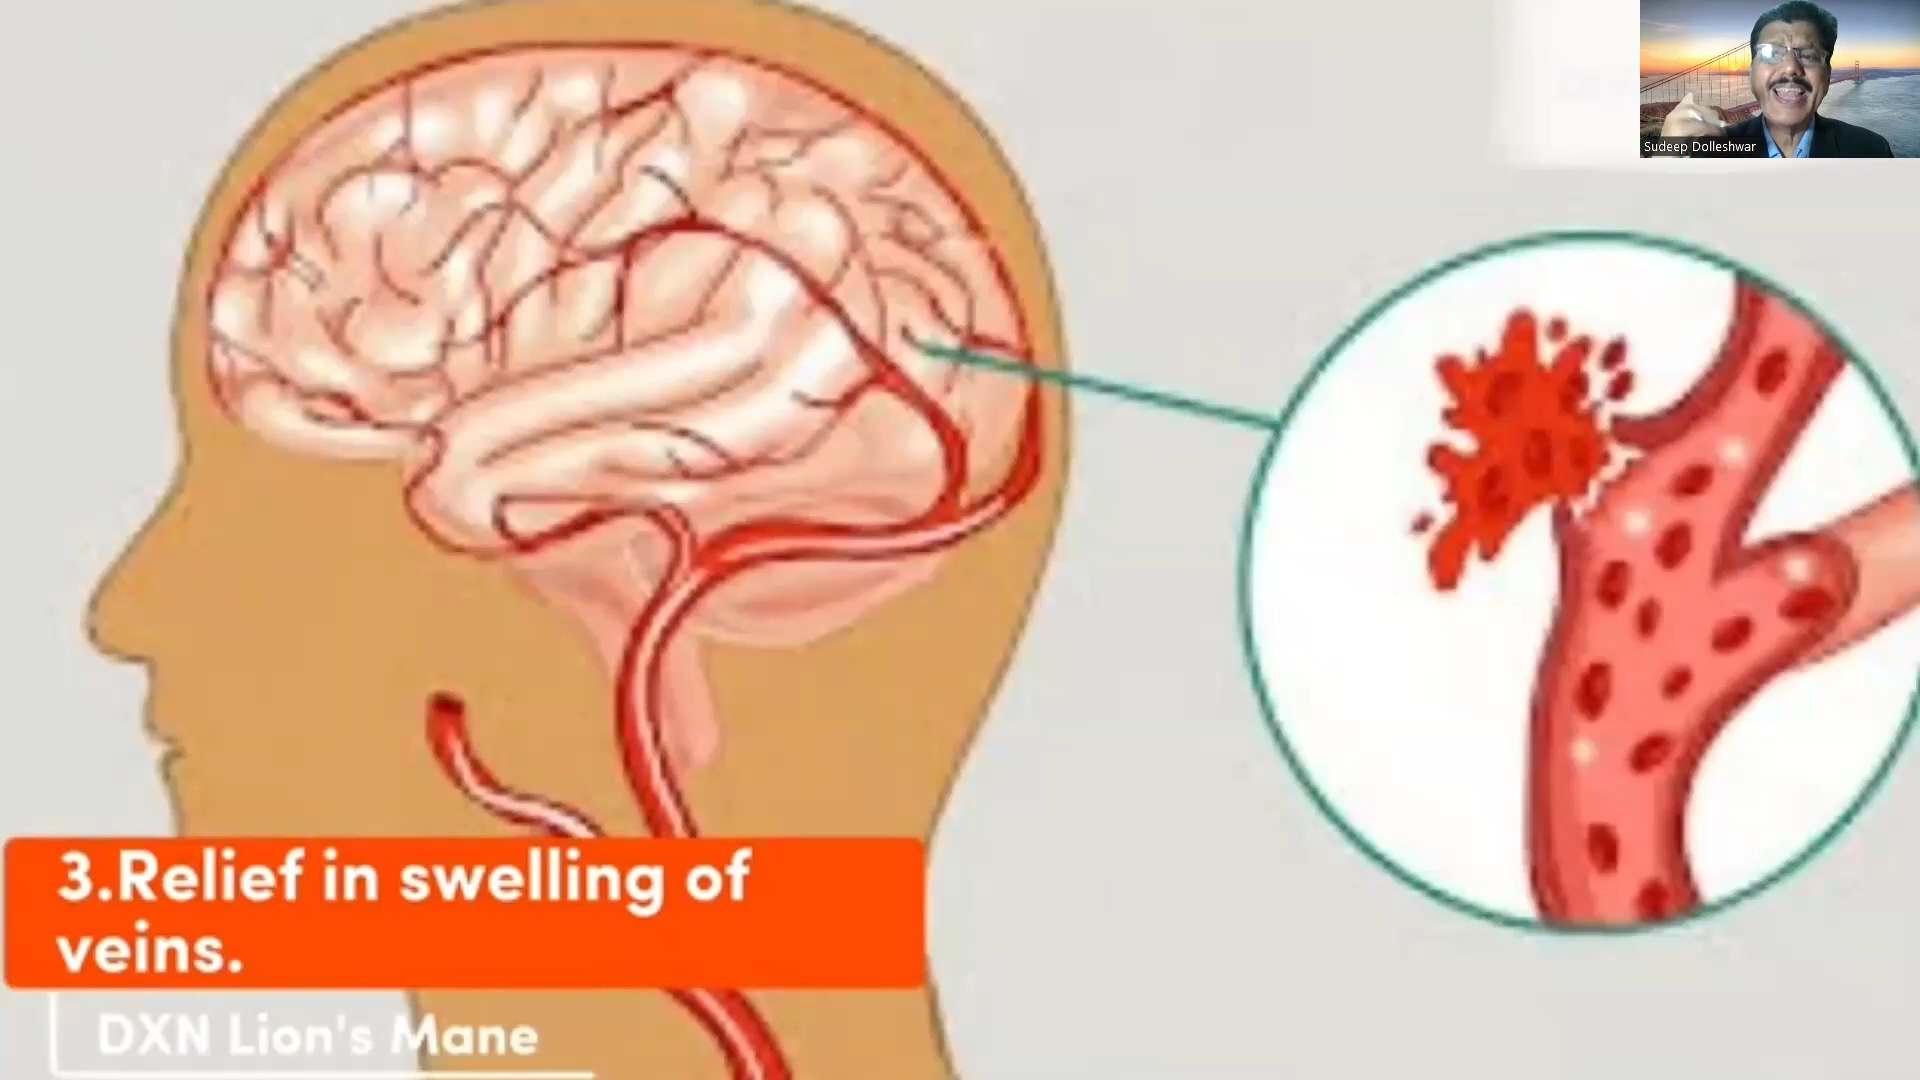 Sudeep Dolleshwar
3.Relief in swelling of
veins.
DXN Lion's Mane